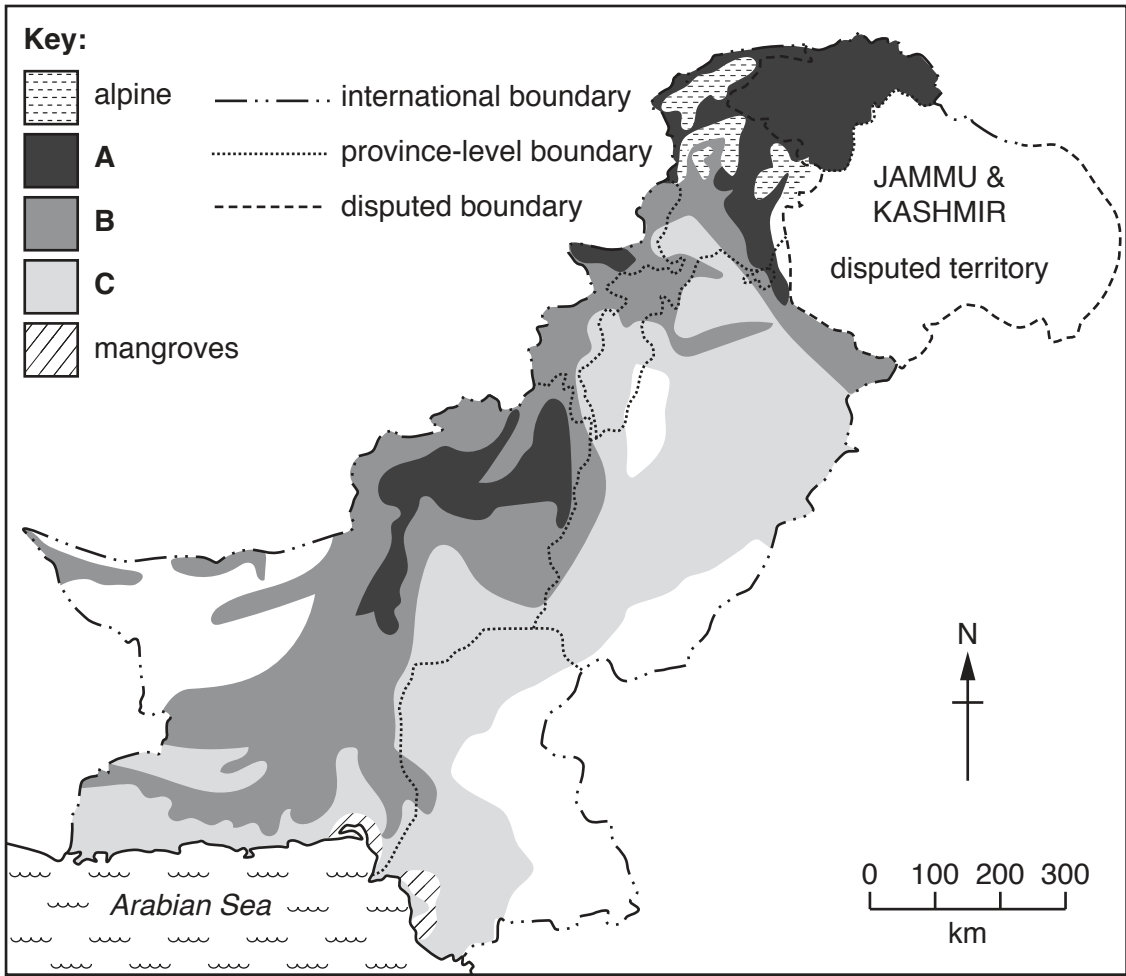 Key:
alpine
A
B
C
mangroves
international boundary
province-level boundary
disputed boundary
JAMMU &
KASHMIR
disputed territory
N
0 100 200 300
km
Arabian Sea